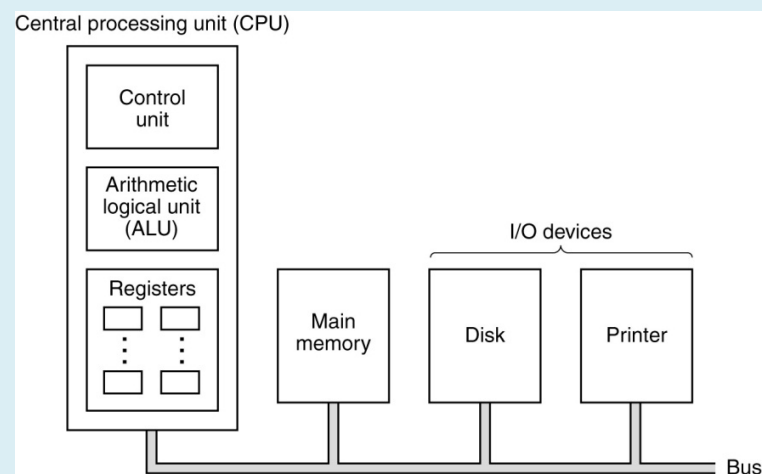 Central processing unit (CPU)
Control
unit
Arithmetic
logical unit
(ALU)
Registers
I/O devices
Main
memory
Disk
Printer
Bus